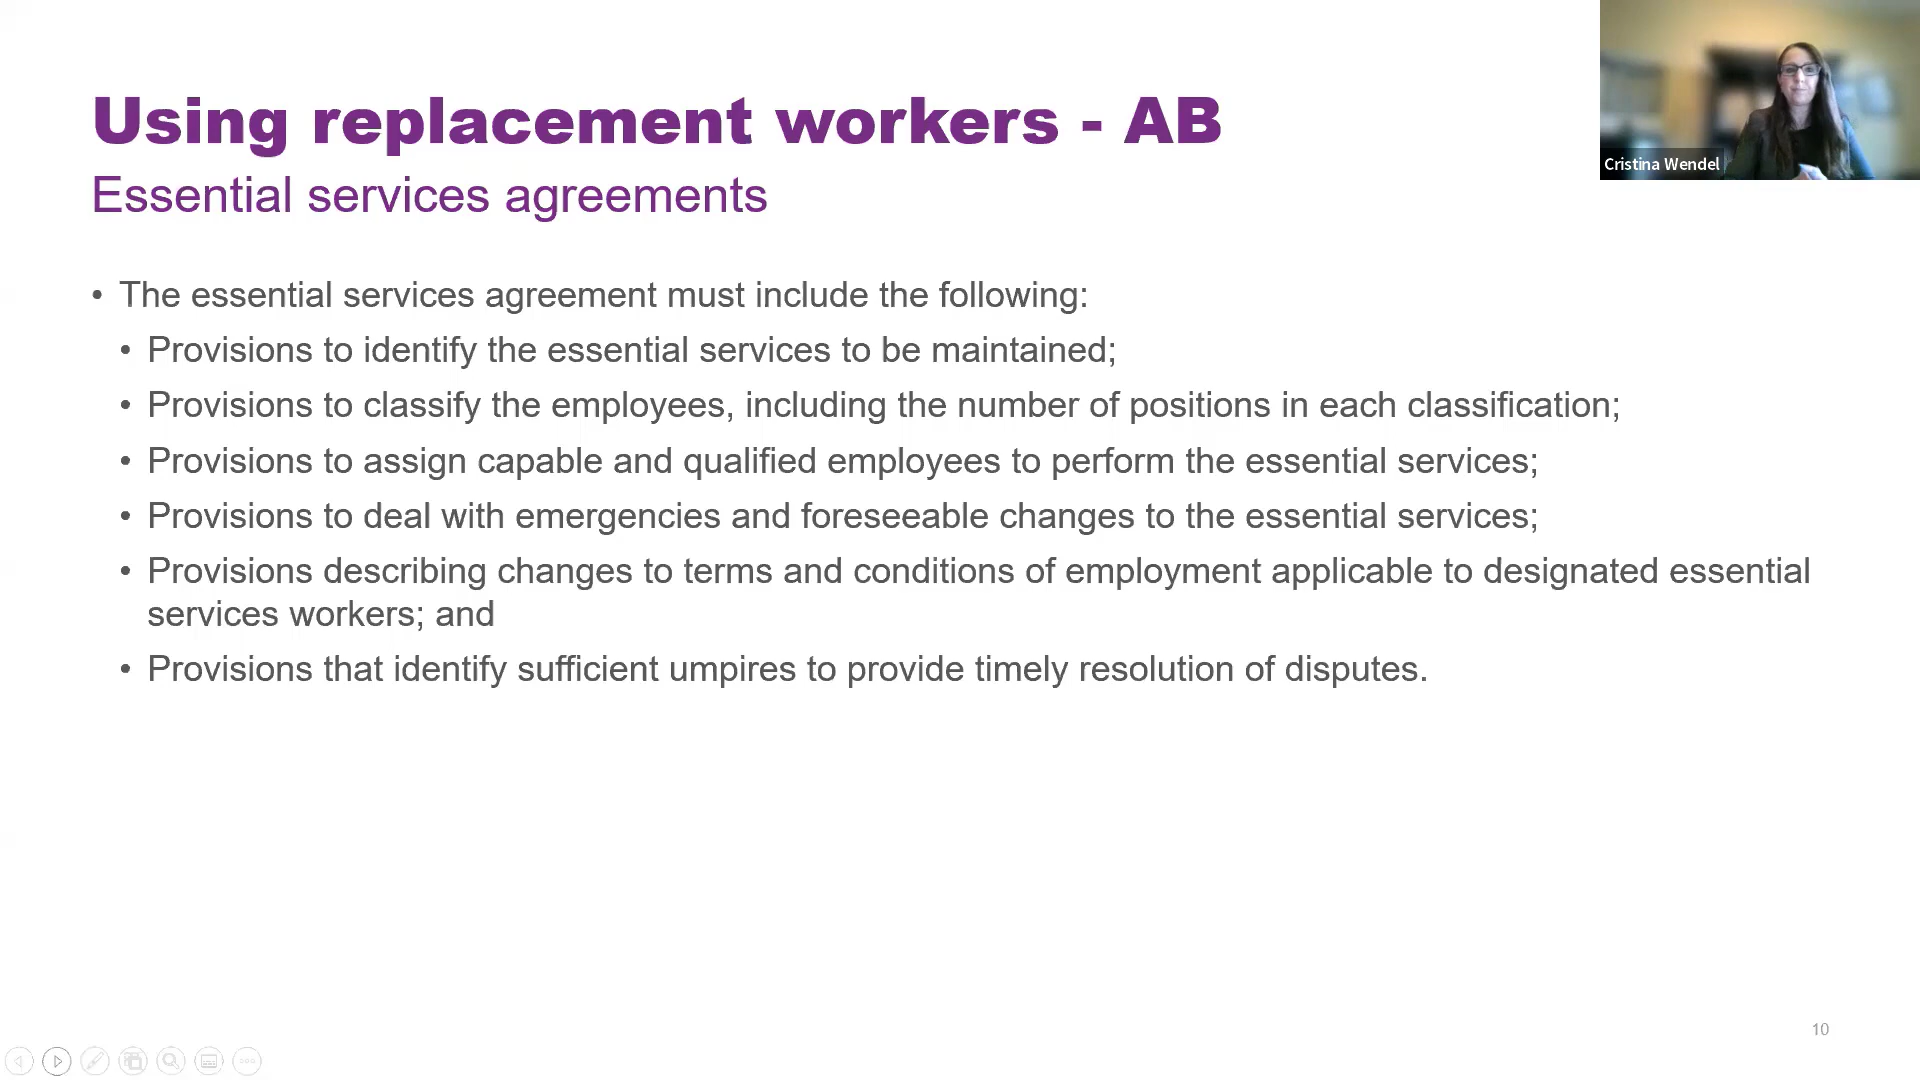 Using replacement workers - AB
Essential services agreements
Cristina Wendel
• The essential services agreement must include the following:
• Provisions to identify the essential services to be maintained;
• Provisions to classify the employees, including the number of positions in each classification;
• Provisions to assign capable and qualified employees to perform the essential services;
• Provisions to deal with emergencies and foreseeable changes to the essential services;
• Provisions describing changes to terms and conditions of employment applicable to designated essential
services workers; and
• Provisions that identify sufficient umpires to provide timely resolution of disputes.
10